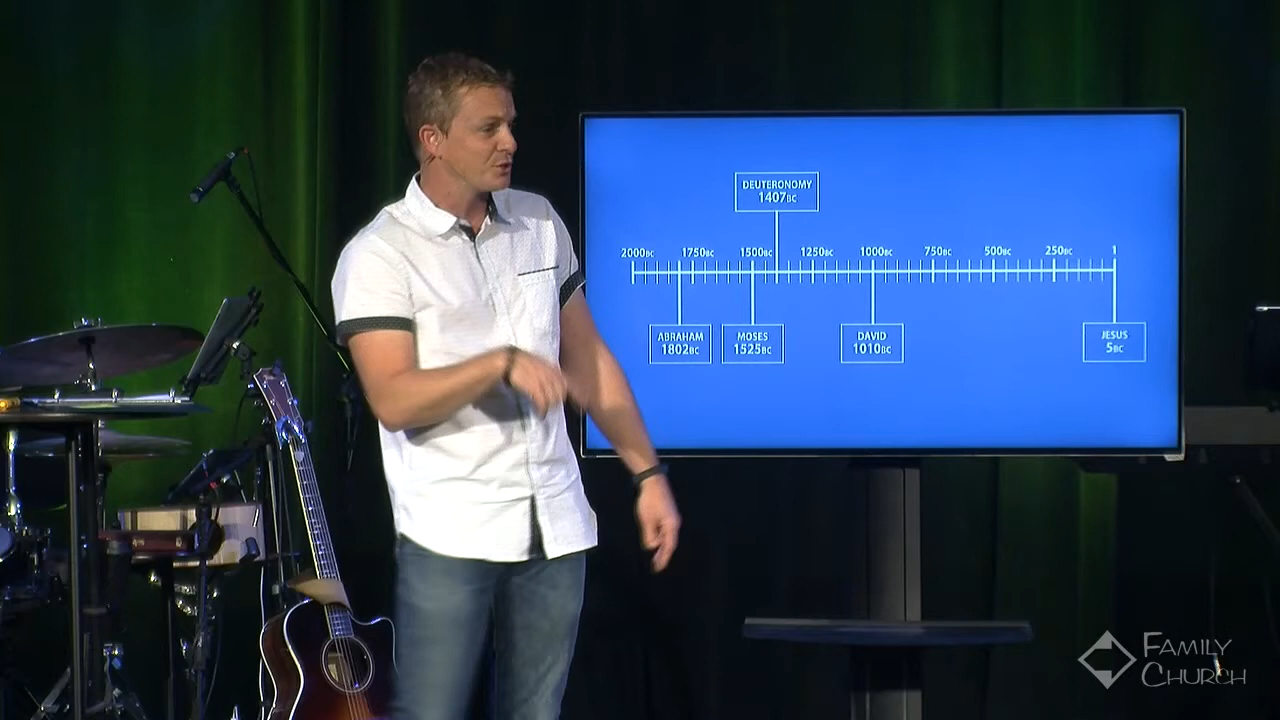 DEUTERONOMY
1407BC
2000BC 1750BC 1500BC 1250BC 1000BC 750BC 500BC 250BC 1
ABRAHAM
1802BC
MOSES
1525BC
DAVID
1010BC
JESUS
5BC
FAMILY
CHURCH